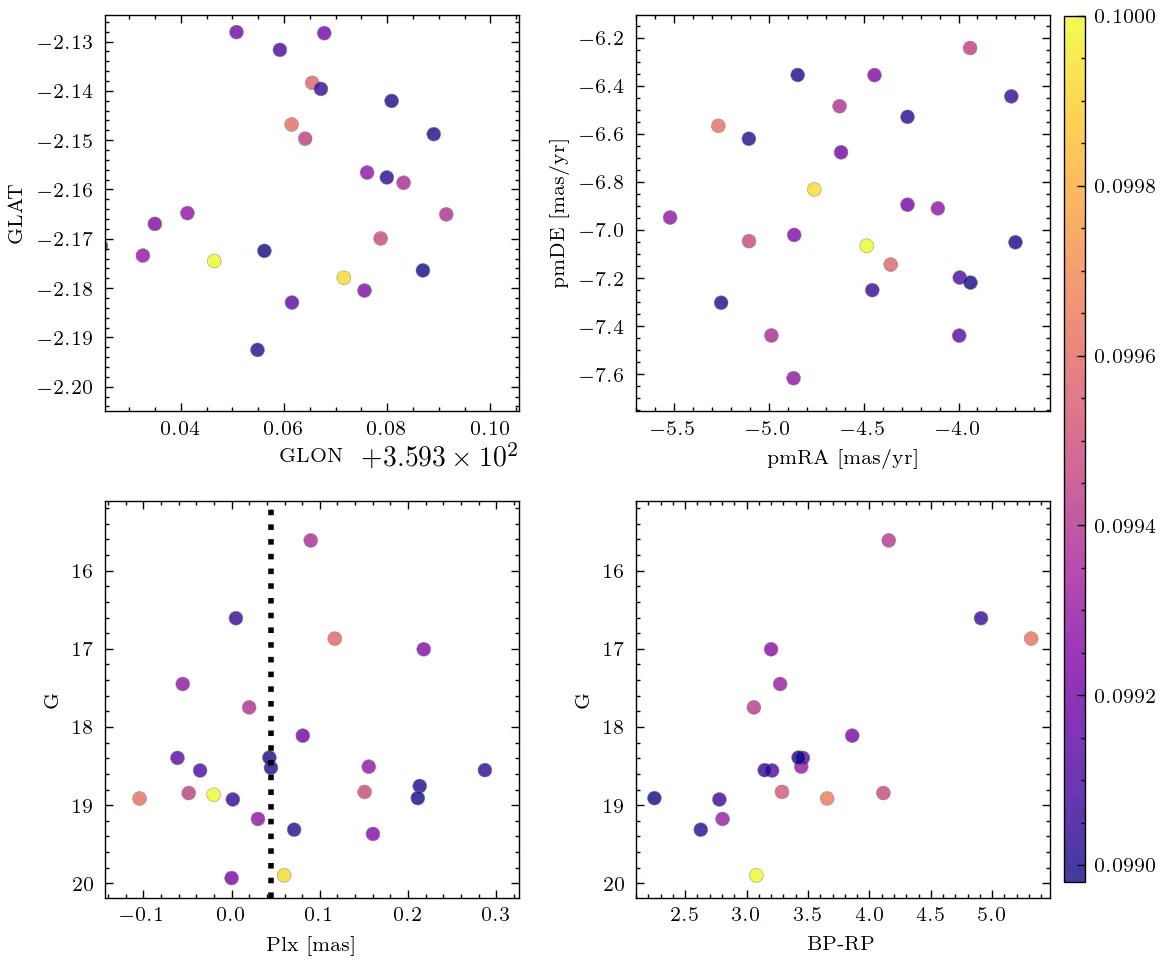 −2.13
−2.14
−2.15
−2.16
−2.17
−2.18
−2.19
−2.20
GLAT
0.04 0.06 0.08 0.10
GLON +3.593 × 10²
−6.2
−6.4
−6.6
−6.8
−7.0
−7.2
−7.4
−7.6
pmDE [mas/yr]
−5.5 −5.0 −4.5 −4.0
pmRA [mas/yr]
0.1000
0.0998
0.0996
0.0994
0.0992
0.0990
16
17
18
19
20
G
−0.1 0.0 0.1 0.2 0.3
Plx [mas]
16
17
18
19
20
G
2.5 3.0 3.5 4.0 4.5 5.0
BP-RP